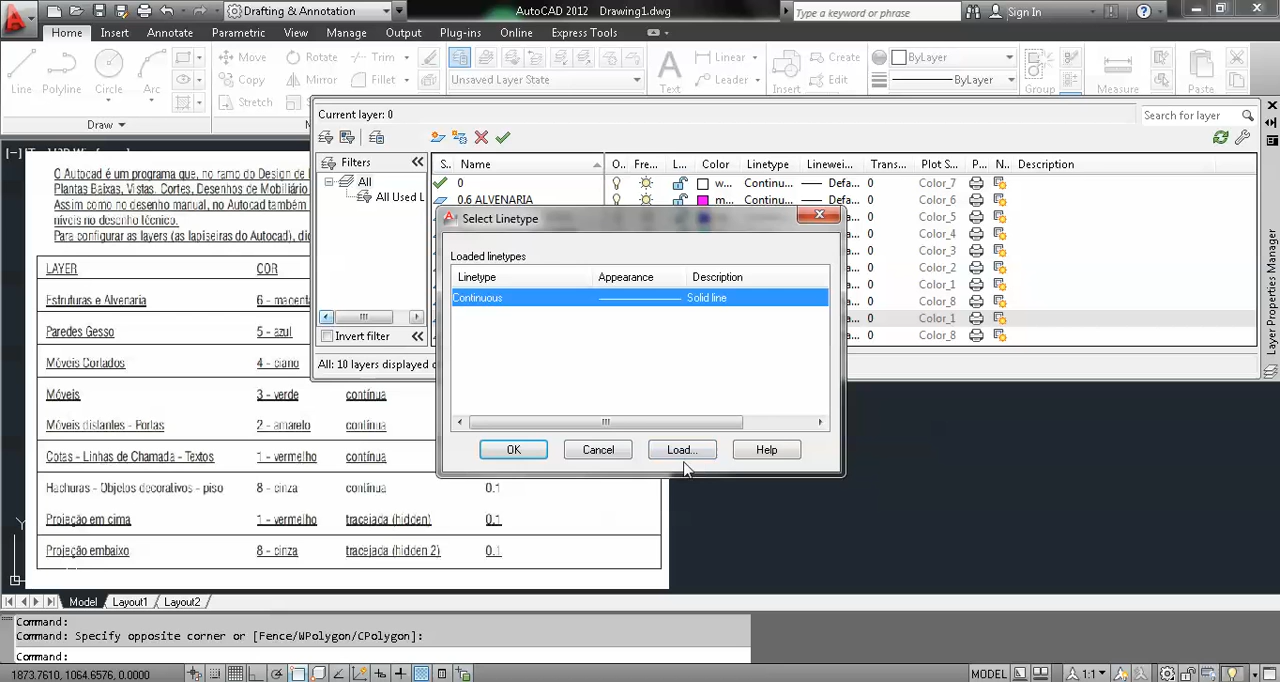 Drafting & Annotation
AutoCAD 2012 Drawing1.dwg
Type a keyword or phrase
Sign In
Home Insert Annotate Parametric View Manage Output Plug-ins Online Express Tools
Move Rotate Trim
Copy Mirror Fillet
Stretch
Line Polyline Circle Arc
Unsaved Layer State
Text
Linear
Leader
Insert
Create
Edit
ByLayer
ByLayer
Group
Measure
Paste
Draw
Current layer: 0
Search for layer
Filters
All
All Used L
Invert filter
All: 10 layers displayed
S.. Name O.. Fre... L... Color Linetype Linewei... Trans... Plot S... P... N.. Description
0 w... Continu... Defa... 0 Color_7
0.6 ALVENARIA m... Continu... Defa... 0 Color_6
0 Color_5
0 Color_4
0 Color_3
0 Color_2
0 Color_1
0 Color_8
0 Color_1
0 Color_8
Layer Properties Manager
Select Linetype
Loaded linetypes
Linetype Appearance Description
Continuous Solid line
OK Cancel Load... Help
O Autocad é um programa que, no ramo do Design de
Plantas Baixas, Vistas, Cortes, Desenhos de Mobiliário
Assim como no desenho manual, no Autocad também
níveis no desenho técnico.
Para configurar as layers (as lapiseiras do Autocad), di
LAYER COR
Estruturas e Alvenaria 6 - macent
Paredes Gesso 5 - azul
Móveis Cortados 4 - ciano
Móveis 3 - verde contínua
Móveis distantes - Portas 2 - amarelo contínua
Cotas - Linhas de Chamada - Textos 1 - vermelho contínua
Hachuras - Objetos decorativos - piso 8 - cinza contínua 0.1
Projeção em cima 1 - vermelho tracejada (hidden) 0.1
Projeção embaixo 8 - cinza tracejada (hidden 2) 0.1
Y
Model Layout1 Layout2
Command:
Command: Specify opposite corner or [Fence/WPolygon/CPolygon]:
Command:
1873.7610, 1064.6576, 0.0000
MODEL
1:1